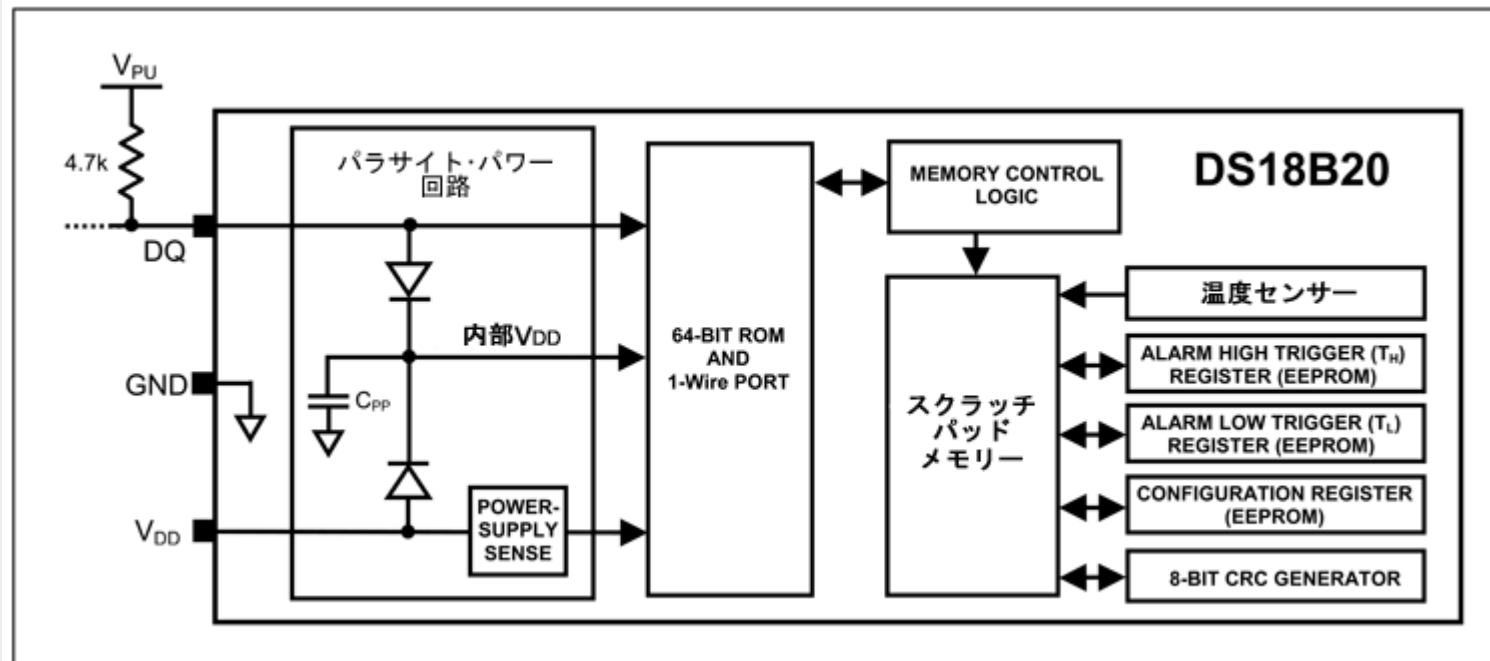 VPU
4.7k
DQ
GND
VDD
パラサイト・パワー
回路
内部VDD
CPP
POWER-
SUPPLY
SENSE
64-BIT ROM
AND
1-Wire PORT
MEMORY CONTROL
LOGIC
DS18B20
スクラッチ
パッド
メモリー
温度センサー
ALARM HIGH TRIGGER (TH)
REGISTER (EEPROM)
ALARM LOW TRIGGER (TL)
REGISTER (EEPROM)
CONFIGURATION REGISTER
(EEPROM)
8-BIT CRC GENERATOR